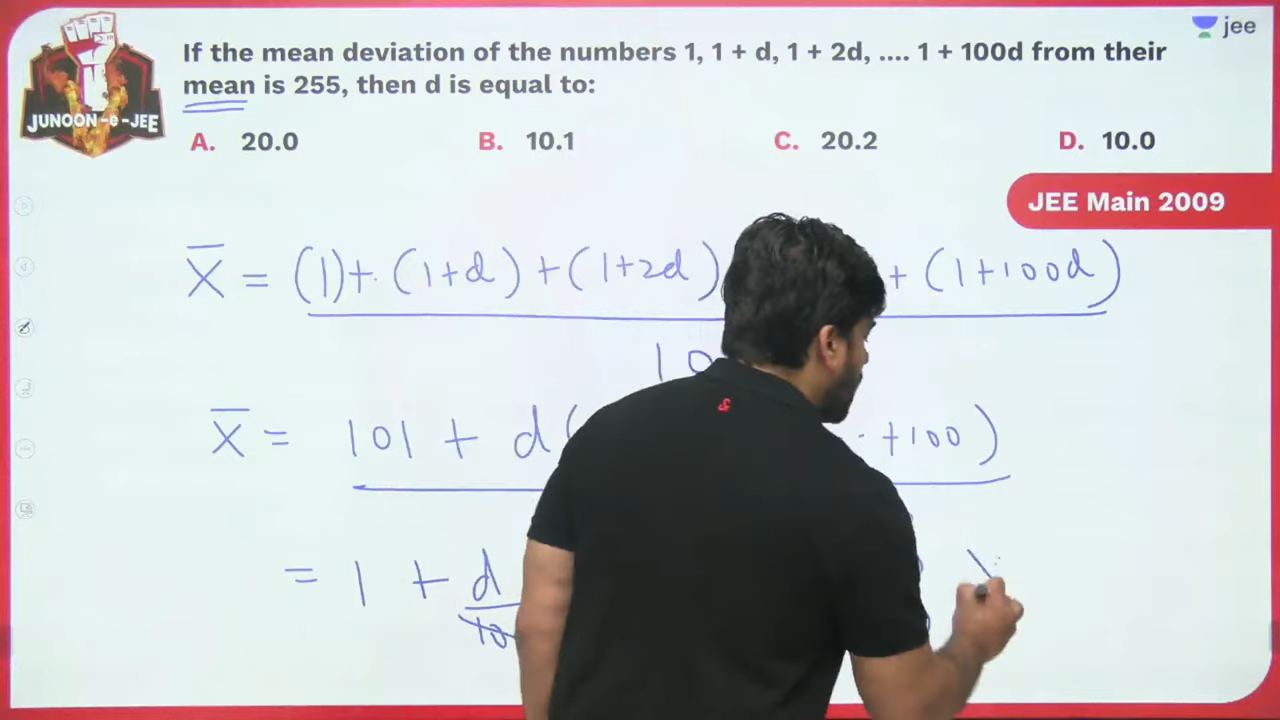 jee
If the mean deviation of the numbers 1, 1 + d, 1 + 2d, .... 1 + 100d from their
mean is 255, then d is equal to:
JUNOON-e-JEE
A. 20.0 B. 10.1 C. 20.2 D. 10.0
JEE Main 2009
X̅ = (1) + (1+d) + (1+2d) + (1+100d)
10
X̅ = 101 + d( · +100)
= 1 + d
10